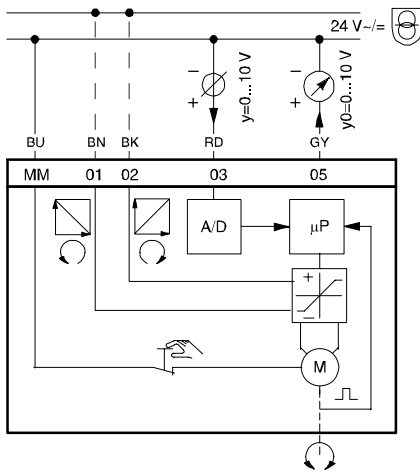 24 V~/=
− −
+ y=0...10 V + y0=0...10 V
BU BN BK RD GY
MM 01 02 03 05
A/D µP
+
−
M